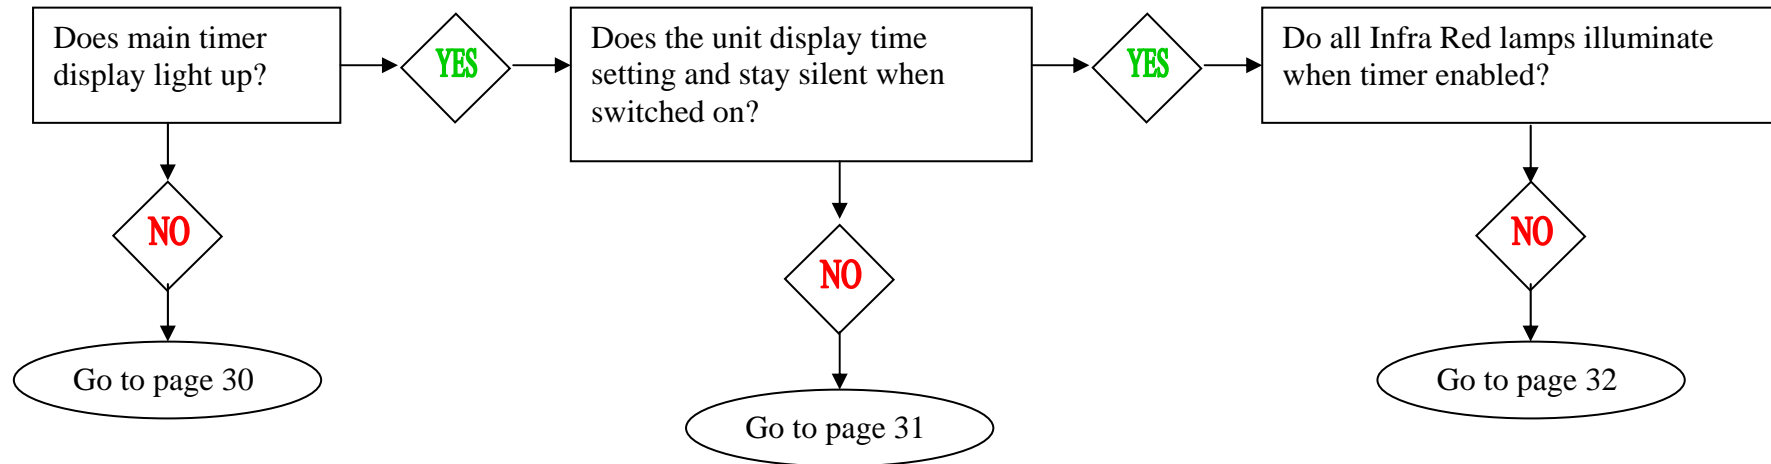 Does main timer
display light up?
YES
Does the unit display time
setting and stay silent when
switched on?
YES
Do all Infra Red lamps illuminate
when timer enabled?
NO
NO
NO
Go to page 30
Go to page 31
Go to page 32